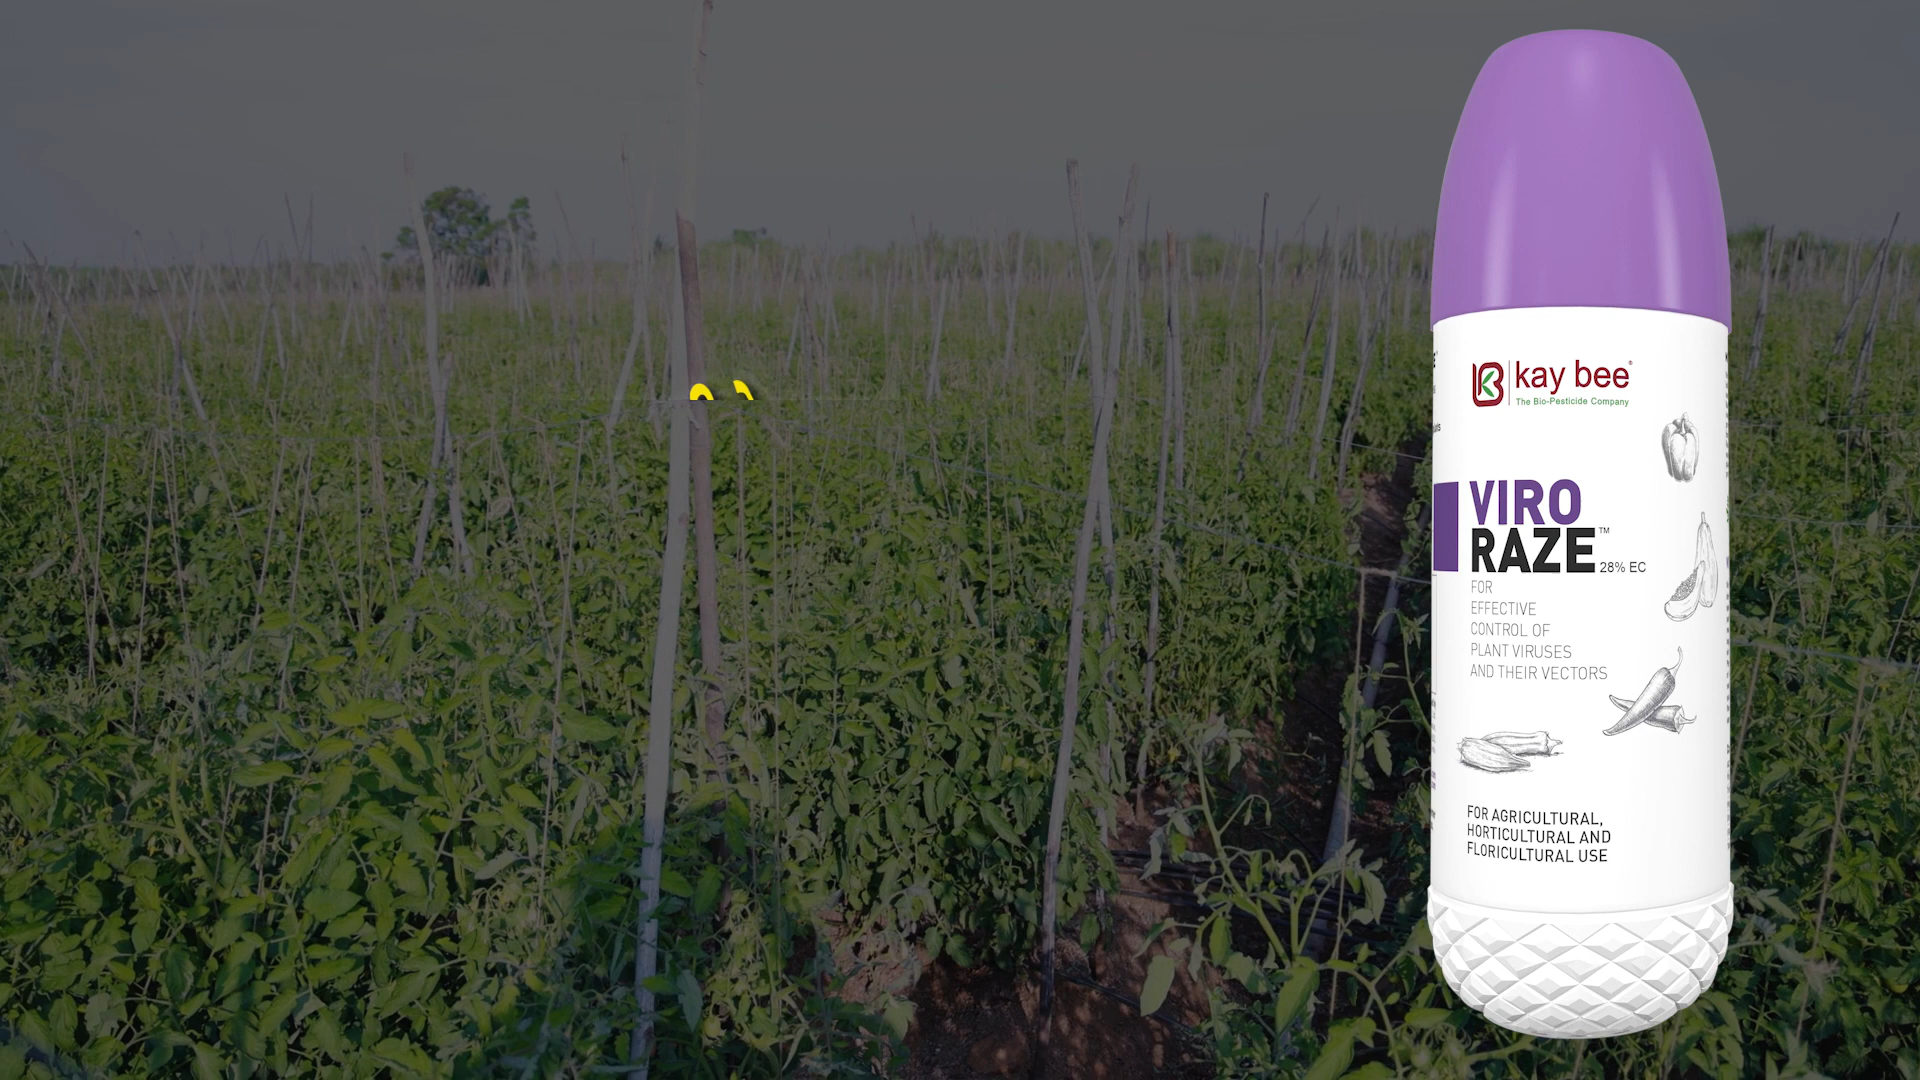 kay bee®
The Bio-Pesticide Company
VIRO
RAZE™
28% EC
FOR
EFFECTIVE
CONTROL OF
PLANT VIRUSES
AND THEIR VECTORS
FOR AGRICULTURAL,
HORTICULTURAL AND
FLORICULTURAL USE